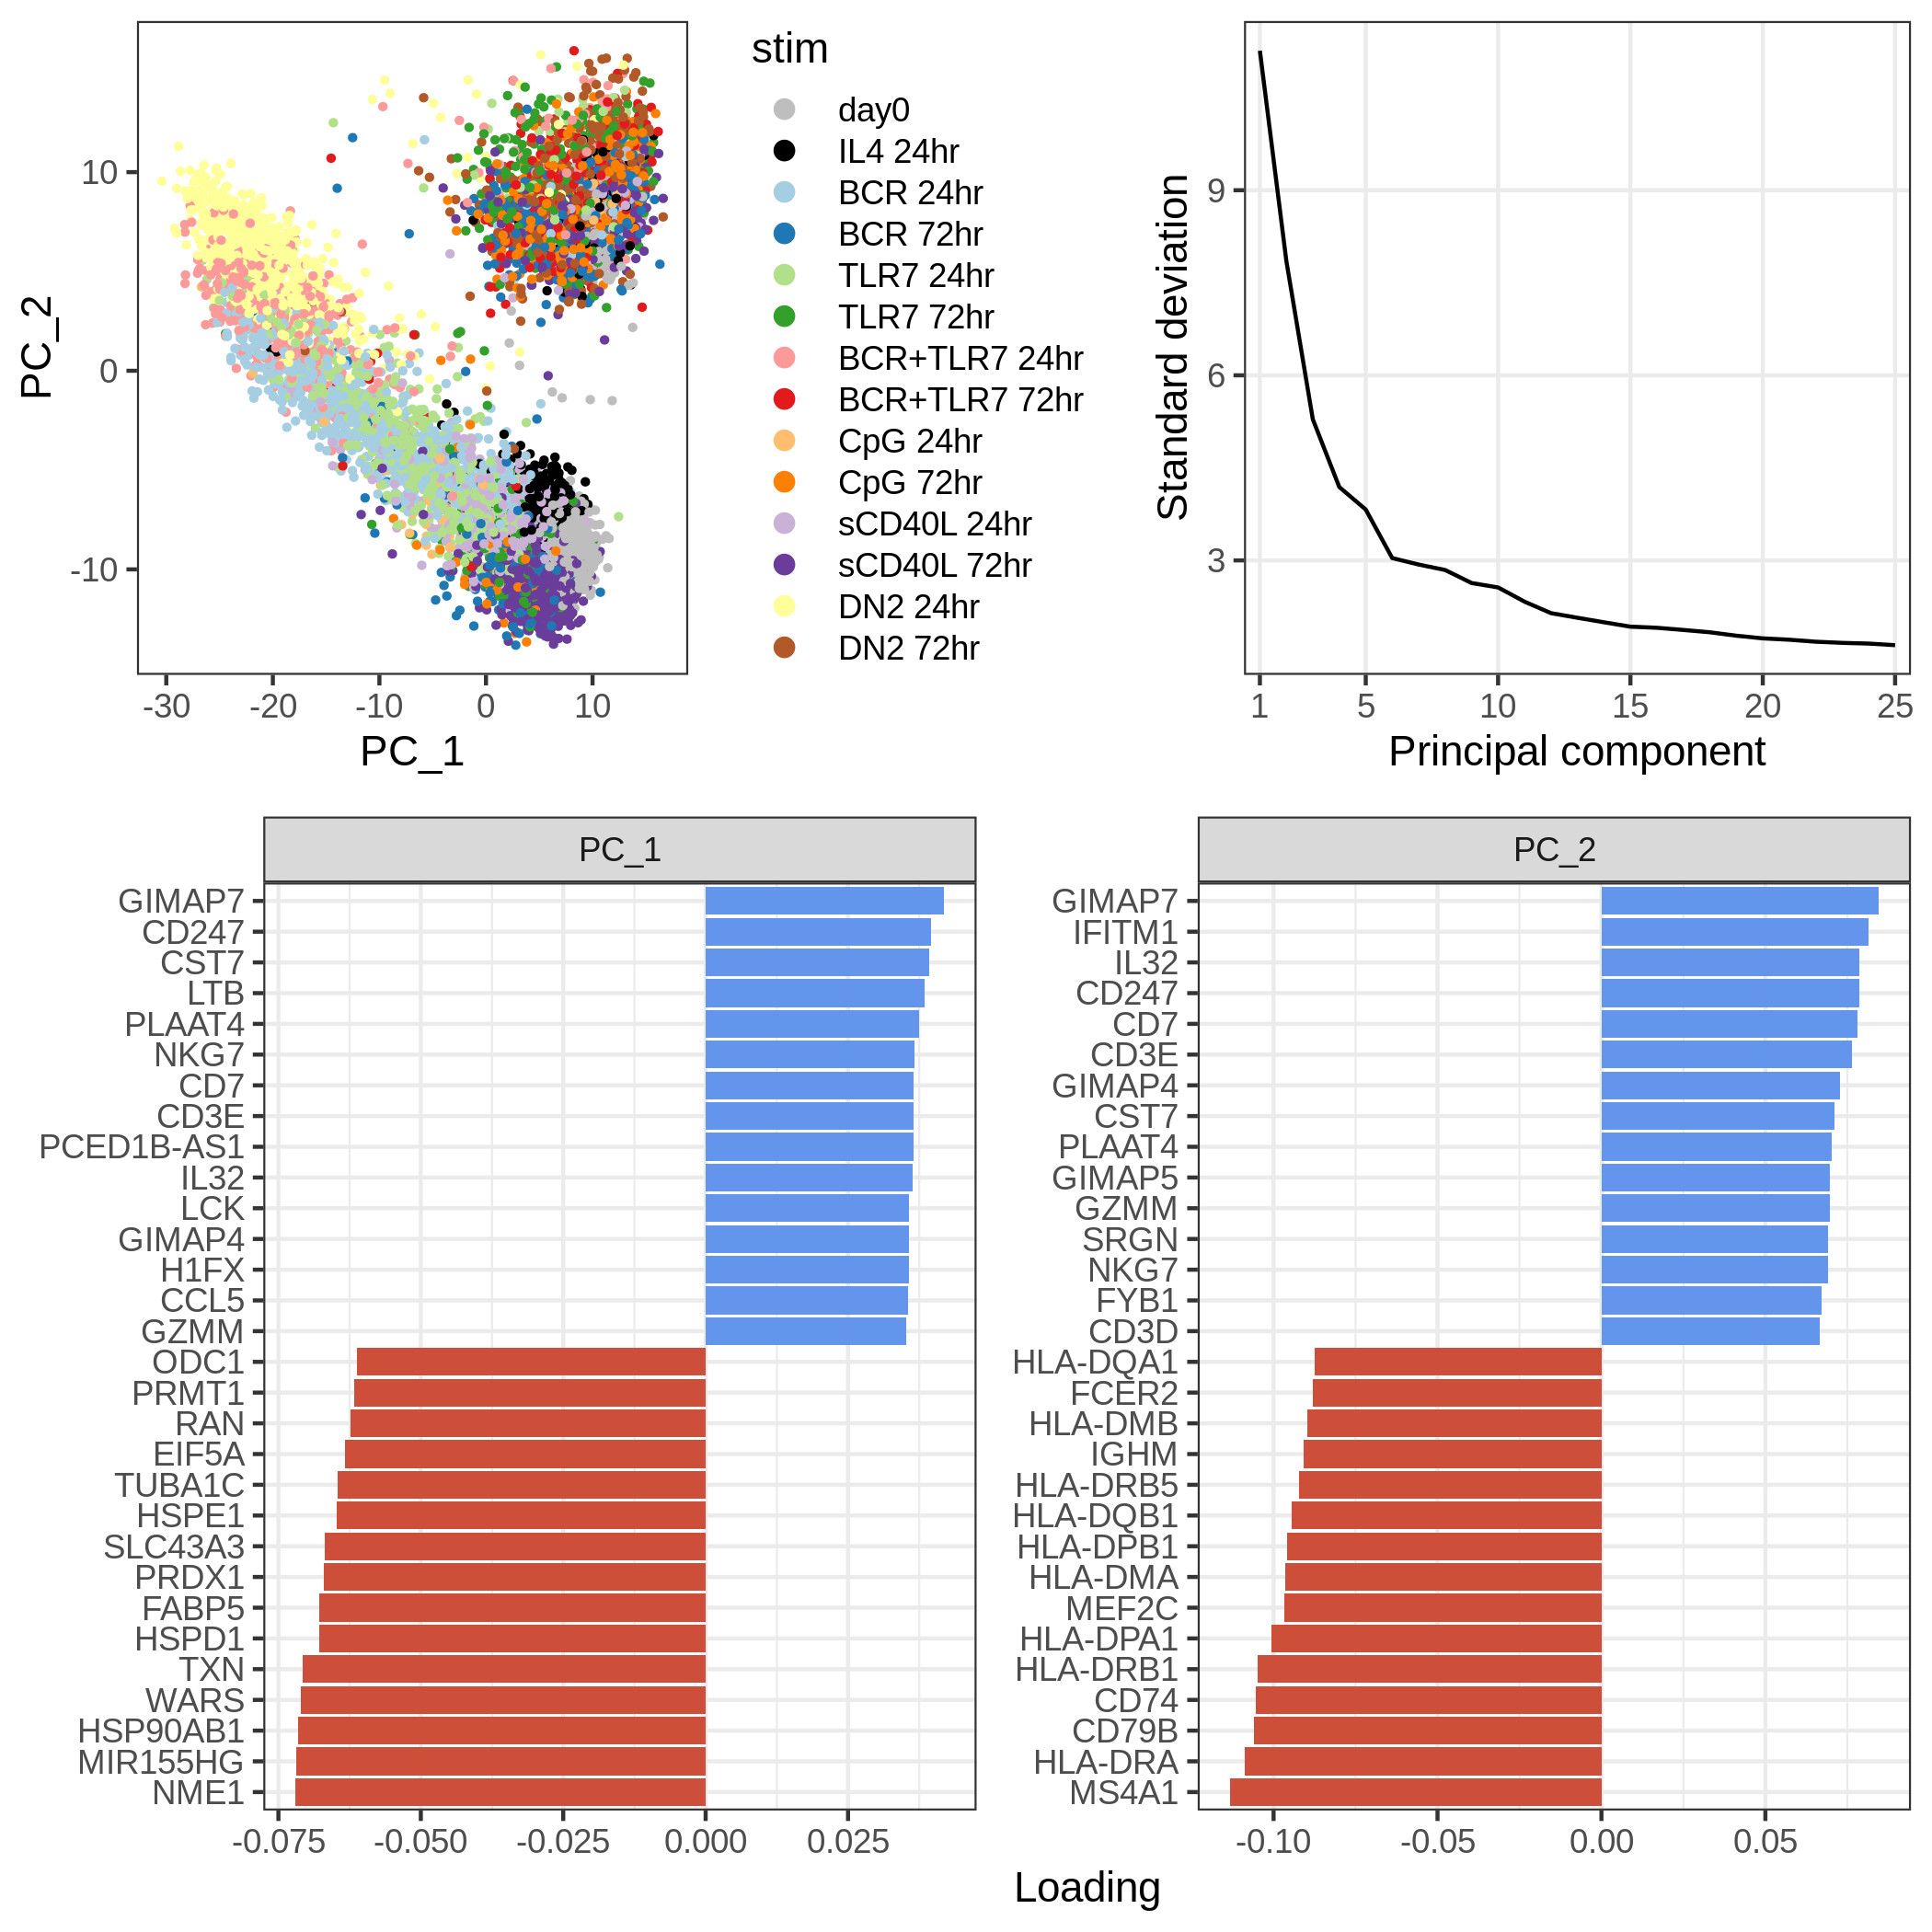 stim
day0
IL4 24hr
BCR 24hr
BCR 72hr
TLR7 24hr
TLR7 72hr
BCR+TLR7 24hr
BCR+TLR7 72hr
CpG 24hr
CpG 72hr
sCD40L 24hr
sCD40L 72hr
DN2 24hr
DN2 72hr
PC_2
10
0
-10
-30 -20 -10 0 10
PC_1
Standard deviation
9
6
3
1 5 10 15 20 25
Principal component
PC_1
GIMAP7
CD247
CST7
LTB
PLAAT4
NKG7
CD7
CD3E
PCED1B-AS1
IL32
LCK
GIMAP4
H1FX
CCL5
GZMM
ODC1
PRMT1
RAN
EIF5A
TUBA1C
HSPE1
SLC43A3
PRDX1
FABP5
HSPD1
TXN
WARS
HSP90AB1
MIR155HG
NME1
-0.075 -0.050 -0.025 0.000 0.025
PC_2
GIMAP7
IFITM1
IL32
CD247
CD7
CD3E
GIMAP4
CST7
PLAAT4
GIMAP5
GZMM
SRGN
NKG7
FYB1
CD3D
HLA-DQA1
FCER2
HLA-DMB
IGHM
HLA-DRB5
HLA-DQB1
HLA-DPB1
HLA-DMA
MEF2C
HLA-DPA1
HLA-DRB1
CD74
CD79B
HLA-DRA
MS4A1
-0.10 -0.05 0.00 0.05
Loading